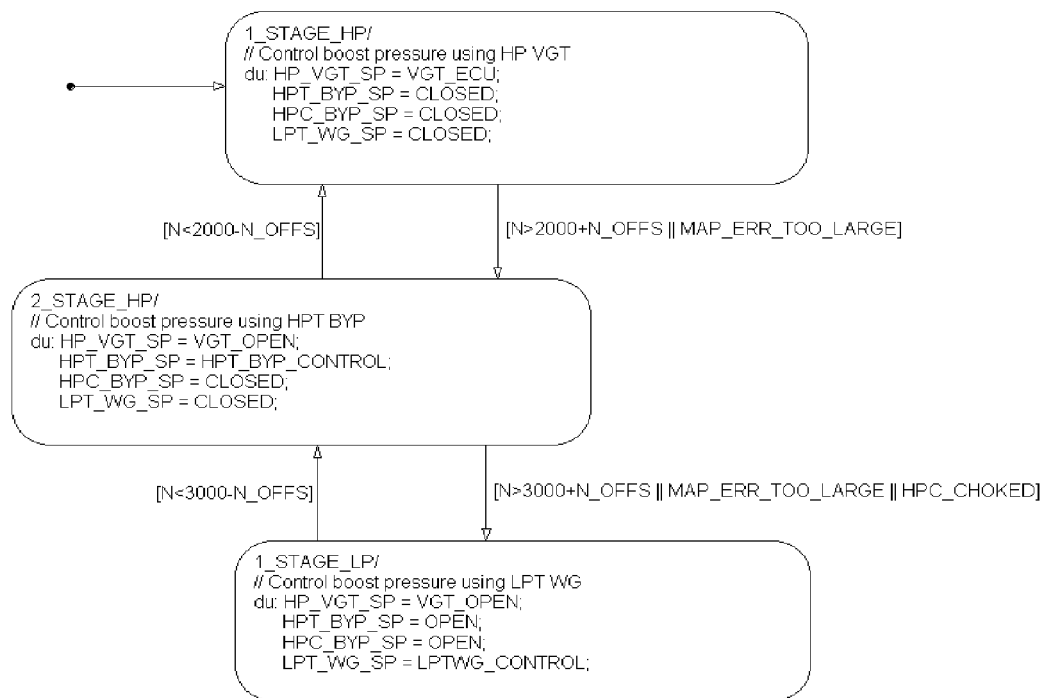 1_STAGE_HP/
// Control boost pressure using HP VGT
du: HP_VGT_SP = VGT_ECU;
HPT_BYP_SP = CLOSED;
HPC_BYP_SP = CLOSED;
LPT_WG_SP = CLOSED;
[N<2000-N_OFFS]
[N>2000+N_OFFS || MAP_ERR_TOO_LARGE]
2_STAGE_HP/
// Control boost pressure using HPT BYP
du: HP_VGT_SP = VGT_OPEN;
HPT_BYP_SP = HPT_BYP_CONTROL;
HPC_BYP_SP = CLOSED;
LPT_WG_SP = CLOSED;
[N<3000-N_OFFS]
[N>3000+N_OFFS || MAP_ERR_TOO_LARGE || HPC_CHOKED]
1_STAGE_LP/
// Control boost pressure using LPT WG
du: HP_VGT_SP = VGT_OPEN;
HPT_BYP_SP = OPEN;
HPC_BYP_SP = OPEN;
LPT_WG_SP = LPTWG_CONTROL;